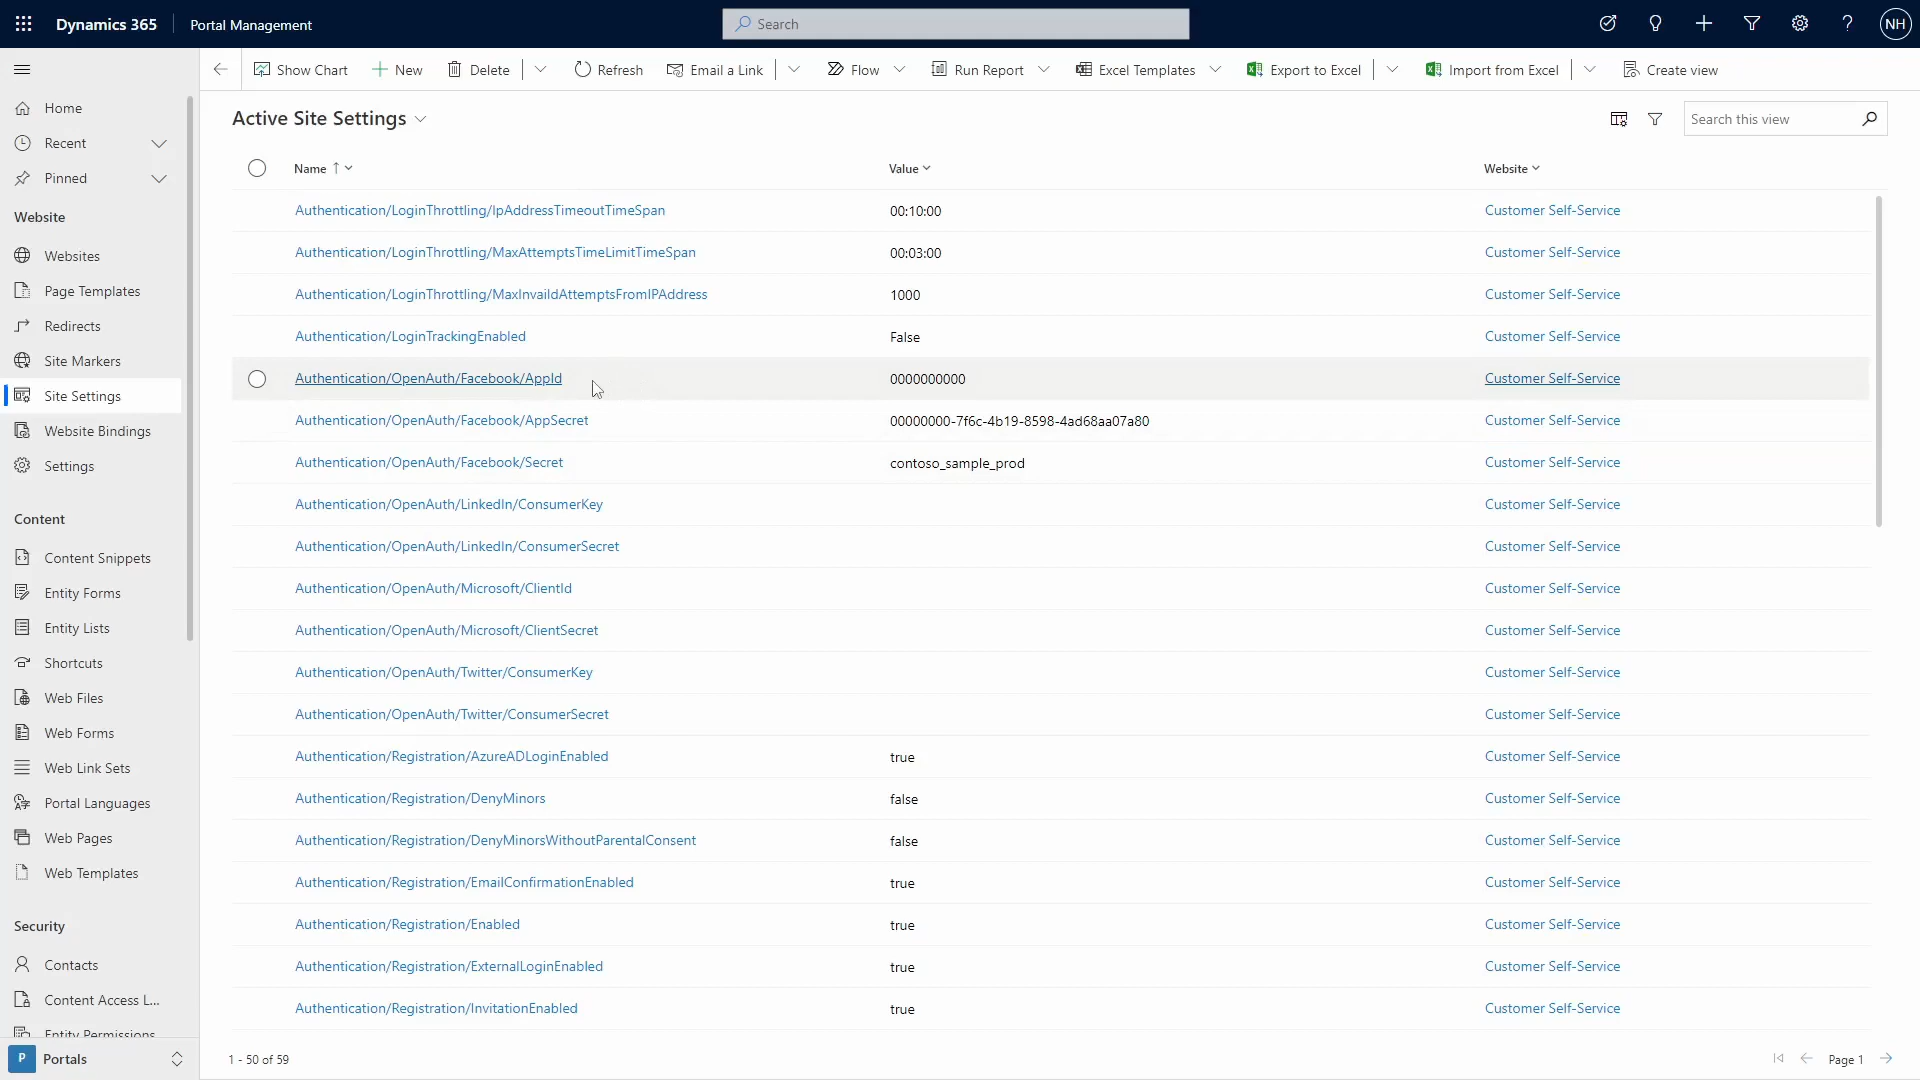 Dynamics 365
Portal Management
Search
NH
Show Chart
New
Delete
Refresh
Email a Link
Flow
Run Report
Excel Templates
Export to Excel
Import from Excel
Create view
Home
Recent
Pinned
Website
Websites
Page Templates
Redirects
Site Markers
Site Settings
Website Bindings
Settings
Content
Content Snippets
Entity Forms
Entity Lists
Shortcuts
Web Files
Web Forms
Web Link Sets
Portal Languages
Web Pages
Web Templates
Security
Contacts
Content Access L...
Entity Permissions
P Portals
Active Site Settings
Search this view
Name Value Website
Authentication/LoginThrottling/IpAddressTimeoutTimeSpan 00:10:00 Customer Self-Service
Authentication/LoginThrottling/MaxAttemptsTimeLimitTimeSpan 00:03:00 Customer Self-Service
Authentication/LoginThrottling/MaxInvaildAttemptsFromIPAddress 1000 Customer Self-Service
Authentication/LoginTrackingEnabled False Customer Self-Service
Authentication/OpenAuth/Facebook/AppId 0000000000 Customer Self-Service
Authentication/OpenAuth/Facebook/AppSecret 00000000-7f6c-4b19-8598-4ad68aa07a80 Customer Self-Service
Authentication/OpenAuth/Facebook/Secret contoso_sample_prod Customer Self-Service
Authentication/OpenAuth/LinkedIn/ConsumerKey Customer Self-Service
Authentication/OpenAuth/LinkedIn/ConsumerSecret Customer Self-Service
Authentication/OpenAuth/Microsoft/ClientId Customer Self-Service
Authentication/OpenAuth/Microsoft/ClientSecret Customer Self-Service
Authentication/OpenAuth/Twitter/ConsumerKey Customer Self-Service
Authentication/OpenAuth/Twitter/ConsumerSecret Customer Self-Service
Authentication/Registration/AzureADLoginEnabled true Customer Self-Service
Authentication/Registration/DenyMinors false Customer Self-Service
Authentication/Registration/DenyMinorsWithoutParentalConsent false Customer Self-Service
Authentication/Registration/EmailConfirmationEnabled true Customer Self-Service
Authentication/Registration/Enabled true Customer Self-Service
Authentication/Registration/ExternalLoginEnabled true Customer Self-Service
Authentication/Registration/InvitationEnabled true Customer Self-Service
1 - 50 of 59
Page 1